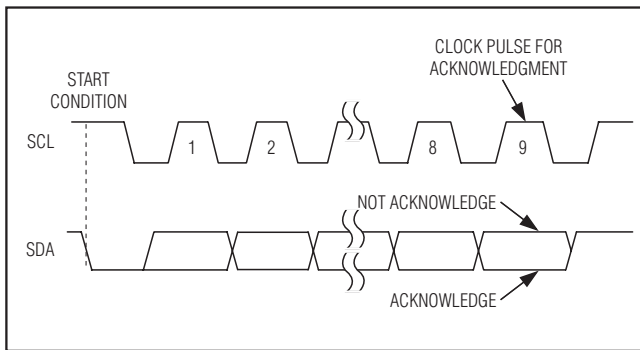 CLOCK PULSE FOR
ACKNOWLEDGMENT
START
CONDITION
SCL
1
2
8
9
NOT ACKNOWLEDGE
SDA
ACKNOWLEDGE